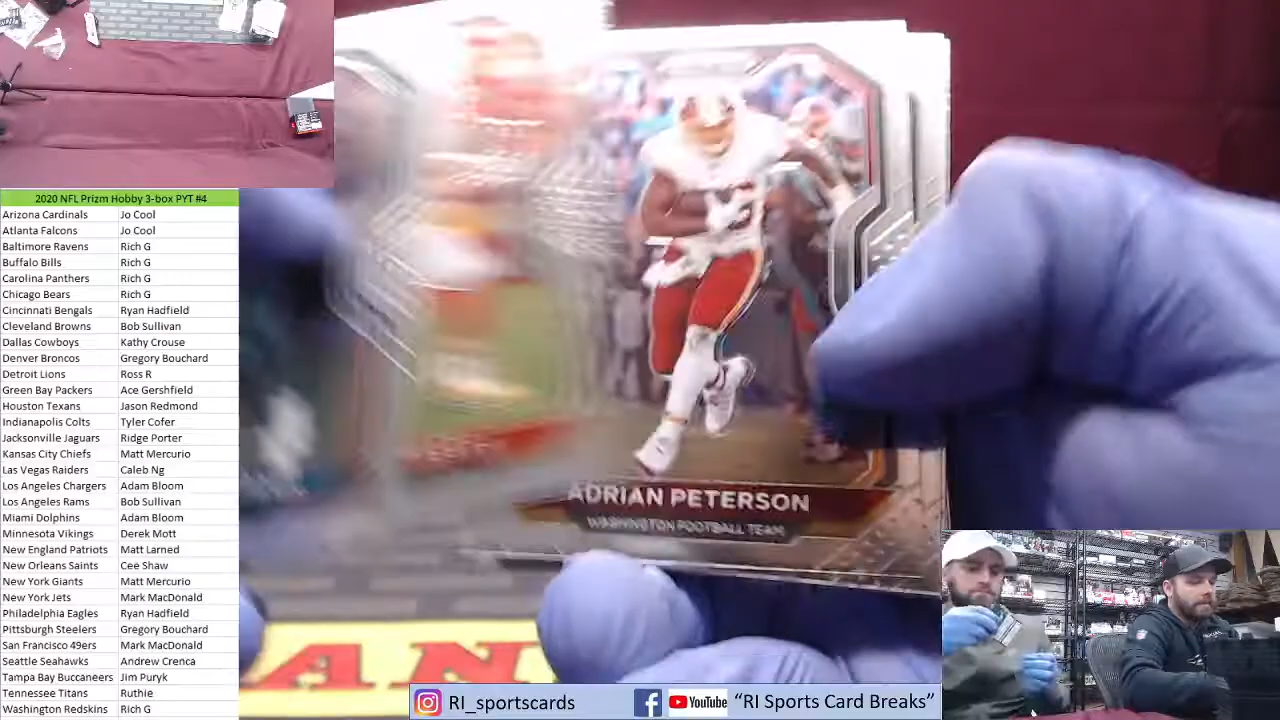 2020 NFL Prizm Hobby 3-box PYT #4
Arizona Cardinals Jo Cool
Atlanta Falcons Jo Cool
Baltimore Ravens Rich G
Buffalo Bills Rich G
Carolina Panthers Rich G
Chicago Bears Rich G
Cincinnati Bengals Ryan Hadfield
Cleveland Browns Bob Sullivan
Dallas Cowboys Kathy Crouse
Denver Broncos Gregory Bouchard
Detroit Lions Ross R
Green Bay Packers Ace Gershfield
Houston Texans Jason Redmond
Indianapolis Colts Tyler Cofer
Jacksonville Jaguars Ridge Porter
Kansas City Chiefs Matt Mercurio
Las Vegas Raiders Caleb Ng
Los Angeles Chargers Adam Bloom
Los Angeles Rams Bob Sullivan
Miami Dolphins Adam Bloom
Minnesota Vikings Derek Mott
New England Patriots Matt Larned
New Orleans Saints Cee Shaw
New York Giants Matt Mercurio
New York Jets Mark MacDonald
Philadelphia Eagles Ryan Hadfield
Pittsburgh Steelers Gregory Bouchard
San Francisco 49ers Mark MacDonald
Seattle Seahawks Andrew Crenca
Tampa Bay Buccaneers Jim Puryk
Tennessee Titans Ruthie
Washington Redskins Rich G
ADRIAN PETERSON
WASHINGTON FOOTBALL TEAM
RI_sportscards
YouTube "RI Sports Card Breaks"